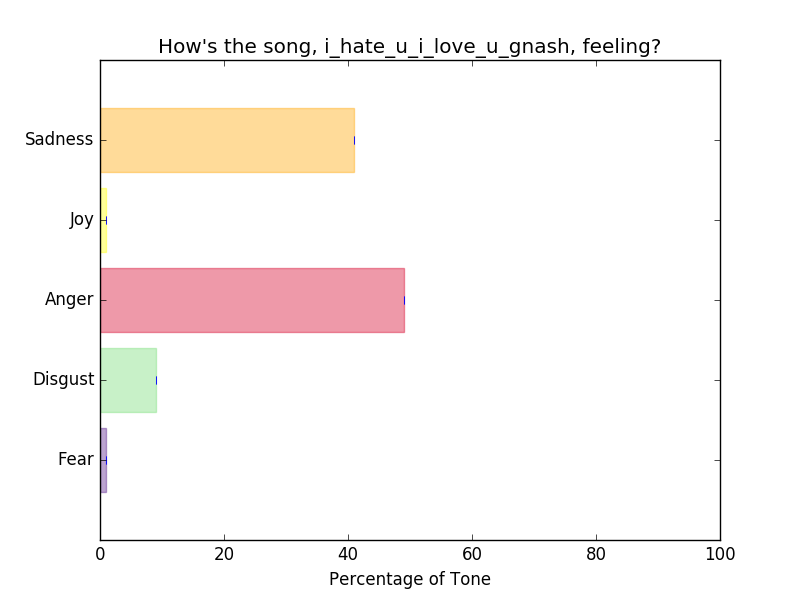 How's the song, i_hate_u_i_love_u_gnash, feeling?
Sadness
Joy
Anger
Disgust
Fear
0 20 40 60 80 100
Percentage of Tone